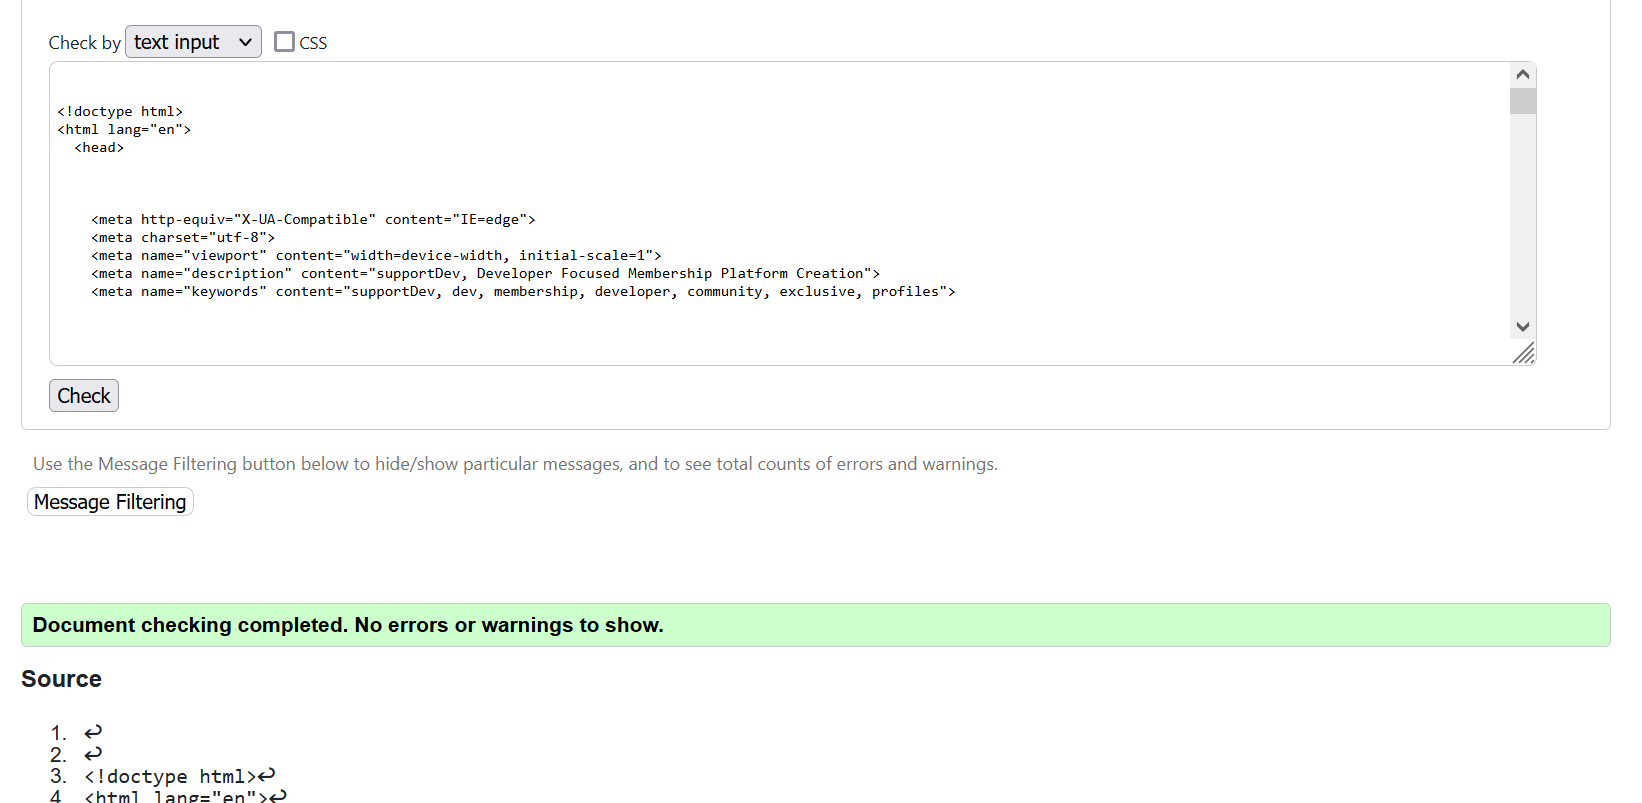 Check by text input CSS
<!doctype html>
<html lang="en">
<head>
<meta http-equiv="X-UA-Compatible" content="IE=edge">
<meta charset="utf-8">
<meta name="viewport" content="width=device-width, initial-scale=1">
<meta name="description" content="supportDev, Developer Focused Membership Platform Creation">
<meta name="keywords" content="supportDev, dev, membership, developer, community, exclusive, profiles">
Check
Use the Message Filtering button below to hide/show particular messages, and to see total counts of errors and warnings.
Message Filtering
Document checking completed. No errors or warnings to show.
Source
1. ↩
2. ↩
3. <!doctype html>↩
4. <html lang="en">↩